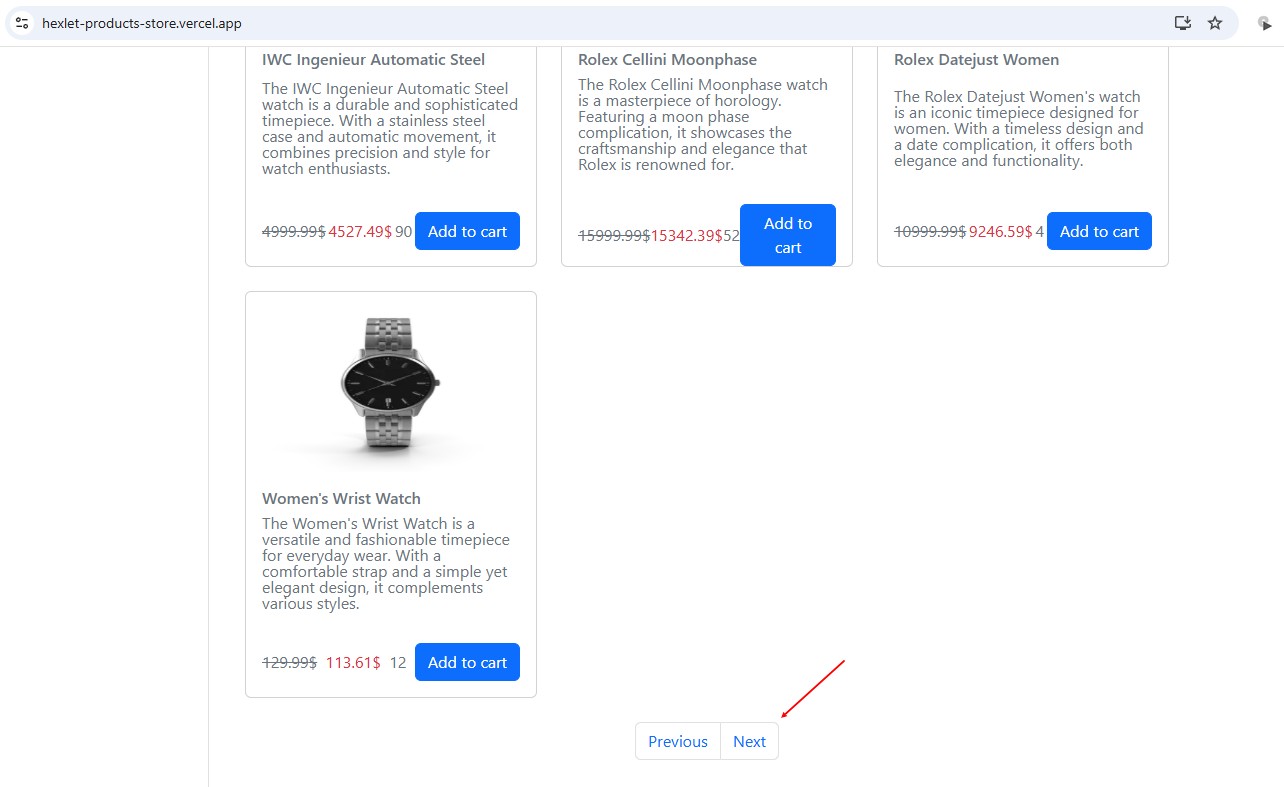 hexlet-products-store.vercel.app
IWC Ingenieur Automatic Steel
The IWC Ingenieur Automatic Steel
watch is a durable and sophisticated
timepiece. With a stainless steel
case and automatic movement, it
combines precision and style for
watch enthusiasts.
4999.99$ 4527.49$ 90 Add to cart
Rolex Cellini Moonphase
The Rolex Cellini Moonphase watch
is a masterpiece of horology.
Featuring a moon phase
complication, it showcases the
craftsmanship and elegance that
Rolex is renowned for.
15999.99$15342.39$52 Add to
cart
Rolex Datejust Women
The Rolex Datejust Women's watch
is an iconic timepiece designed for
women. With a timeless design and
a date complication, it offers both
elegance and functionality.
10999.99$ 9246.59$ 4 Add to cart
Women's Wrist Watch
The Women's Wrist Watch is a
versatile and fashionable timepiece
for everyday wear. With a
comfortable strap and a simple yet
elegant design, it complements
various styles.
129.99$ 113.61$ 12 Add to cart
Previous Next